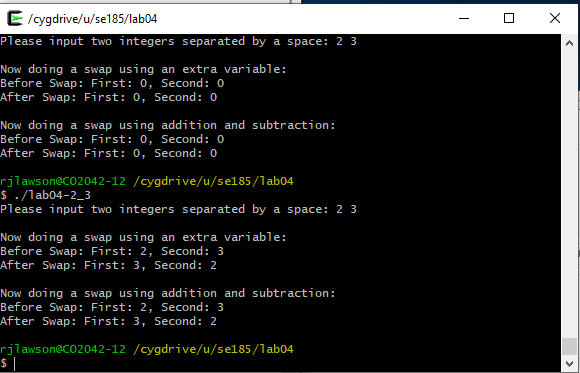 /cygdrive/u/se185/lab04
Please input two integers separated by a space: 2 3
Now doing a swap using an extra variable:
Before Swap: First: 0, Second: 0
After Swap: First: 0, Second: 0
Now doing a swap using addition and subtraction:
Before Swap: First: 0, Second: 0
After Swap: First: 0, Second: 0
rjlawson@CO2042-12 /cygdrive/u/se185/lab04
$ ./lab04-2_3
Please input two integers separated by a space: 2 3
Now doing a swap using an extra variable:
Before Swap: First: 2, Second: 3
After Swap: First: 3, Second: 2
Now doing a swap using addition and subtraction:
Before Swap: First: 2, Second: 3
After Swap: First: 3, Second: 2
rjlawson@CO2042-12 /cygdrive/u/se185/lab04
$